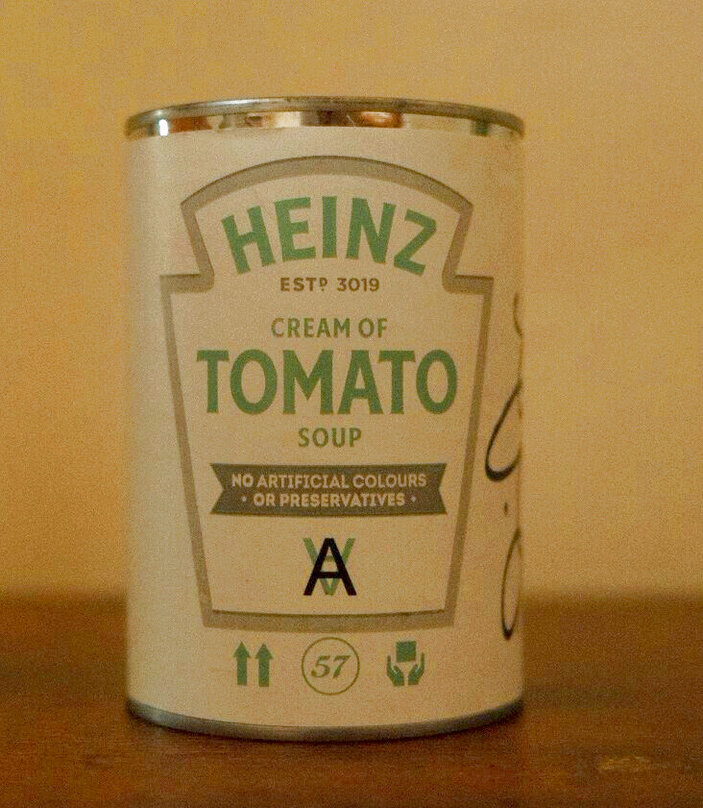 HEINZ
ESTD 3019
CREAM OF
TOMATO
SOUP
NO ARTIFICIAL COLOURS
• OR PRESERVATIVES •
57